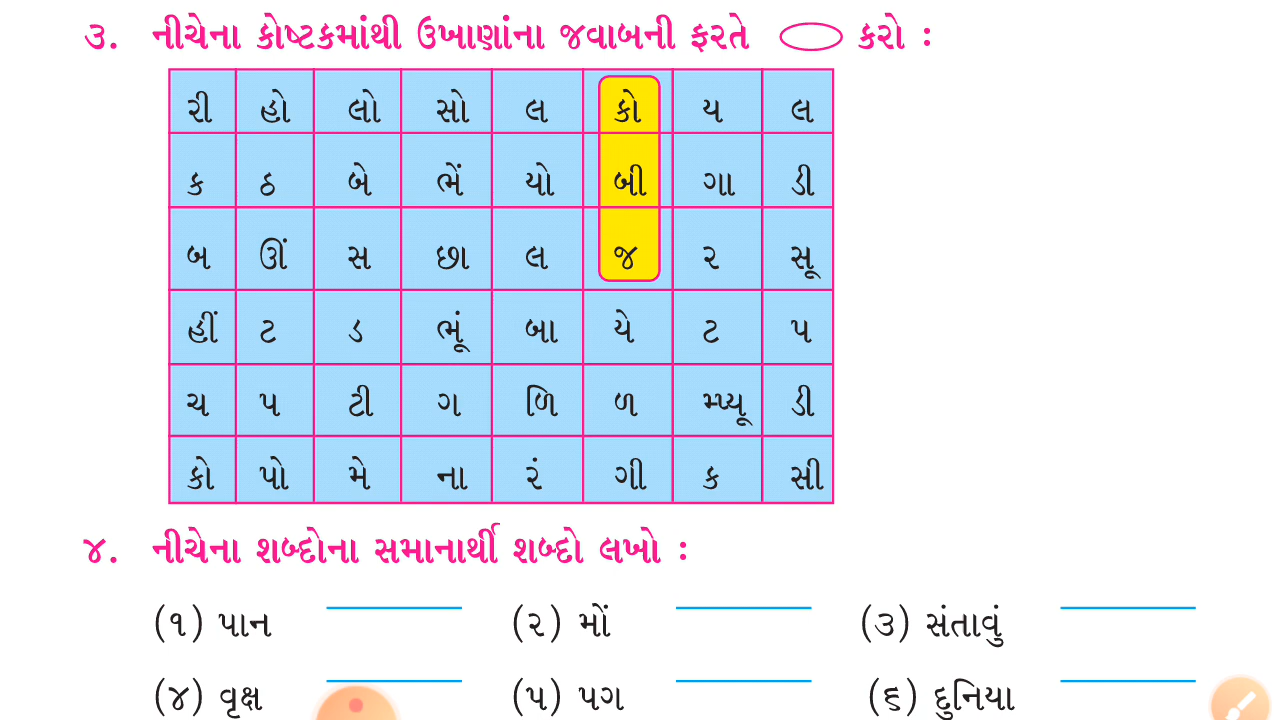 ૩. નીચેના કોષ્ટકમાંથી ઉખાણાંના જવાબની ફરતે કરો :
રી હો લો સો લ કો ય લ
ક ઠ બે ભેં યો બી ગા ડી
બ ઊં સ છા લ જ ર સૂ
હીં ટ ડ ભૂં બા યે ટ પ
ચ પ ટી ગ ળિ ળ મ્પ્યૂ ડી
કો પો મે ના રં ગી ક સી
૪. નીચેના શબ્દોના સમાનાર્થી શબ્દો લખો :
(૧) પાન (૨) મોં (૩) સંતાવું
(૪) વૃક્ષ (૫) પગ (૬) દુનિયા